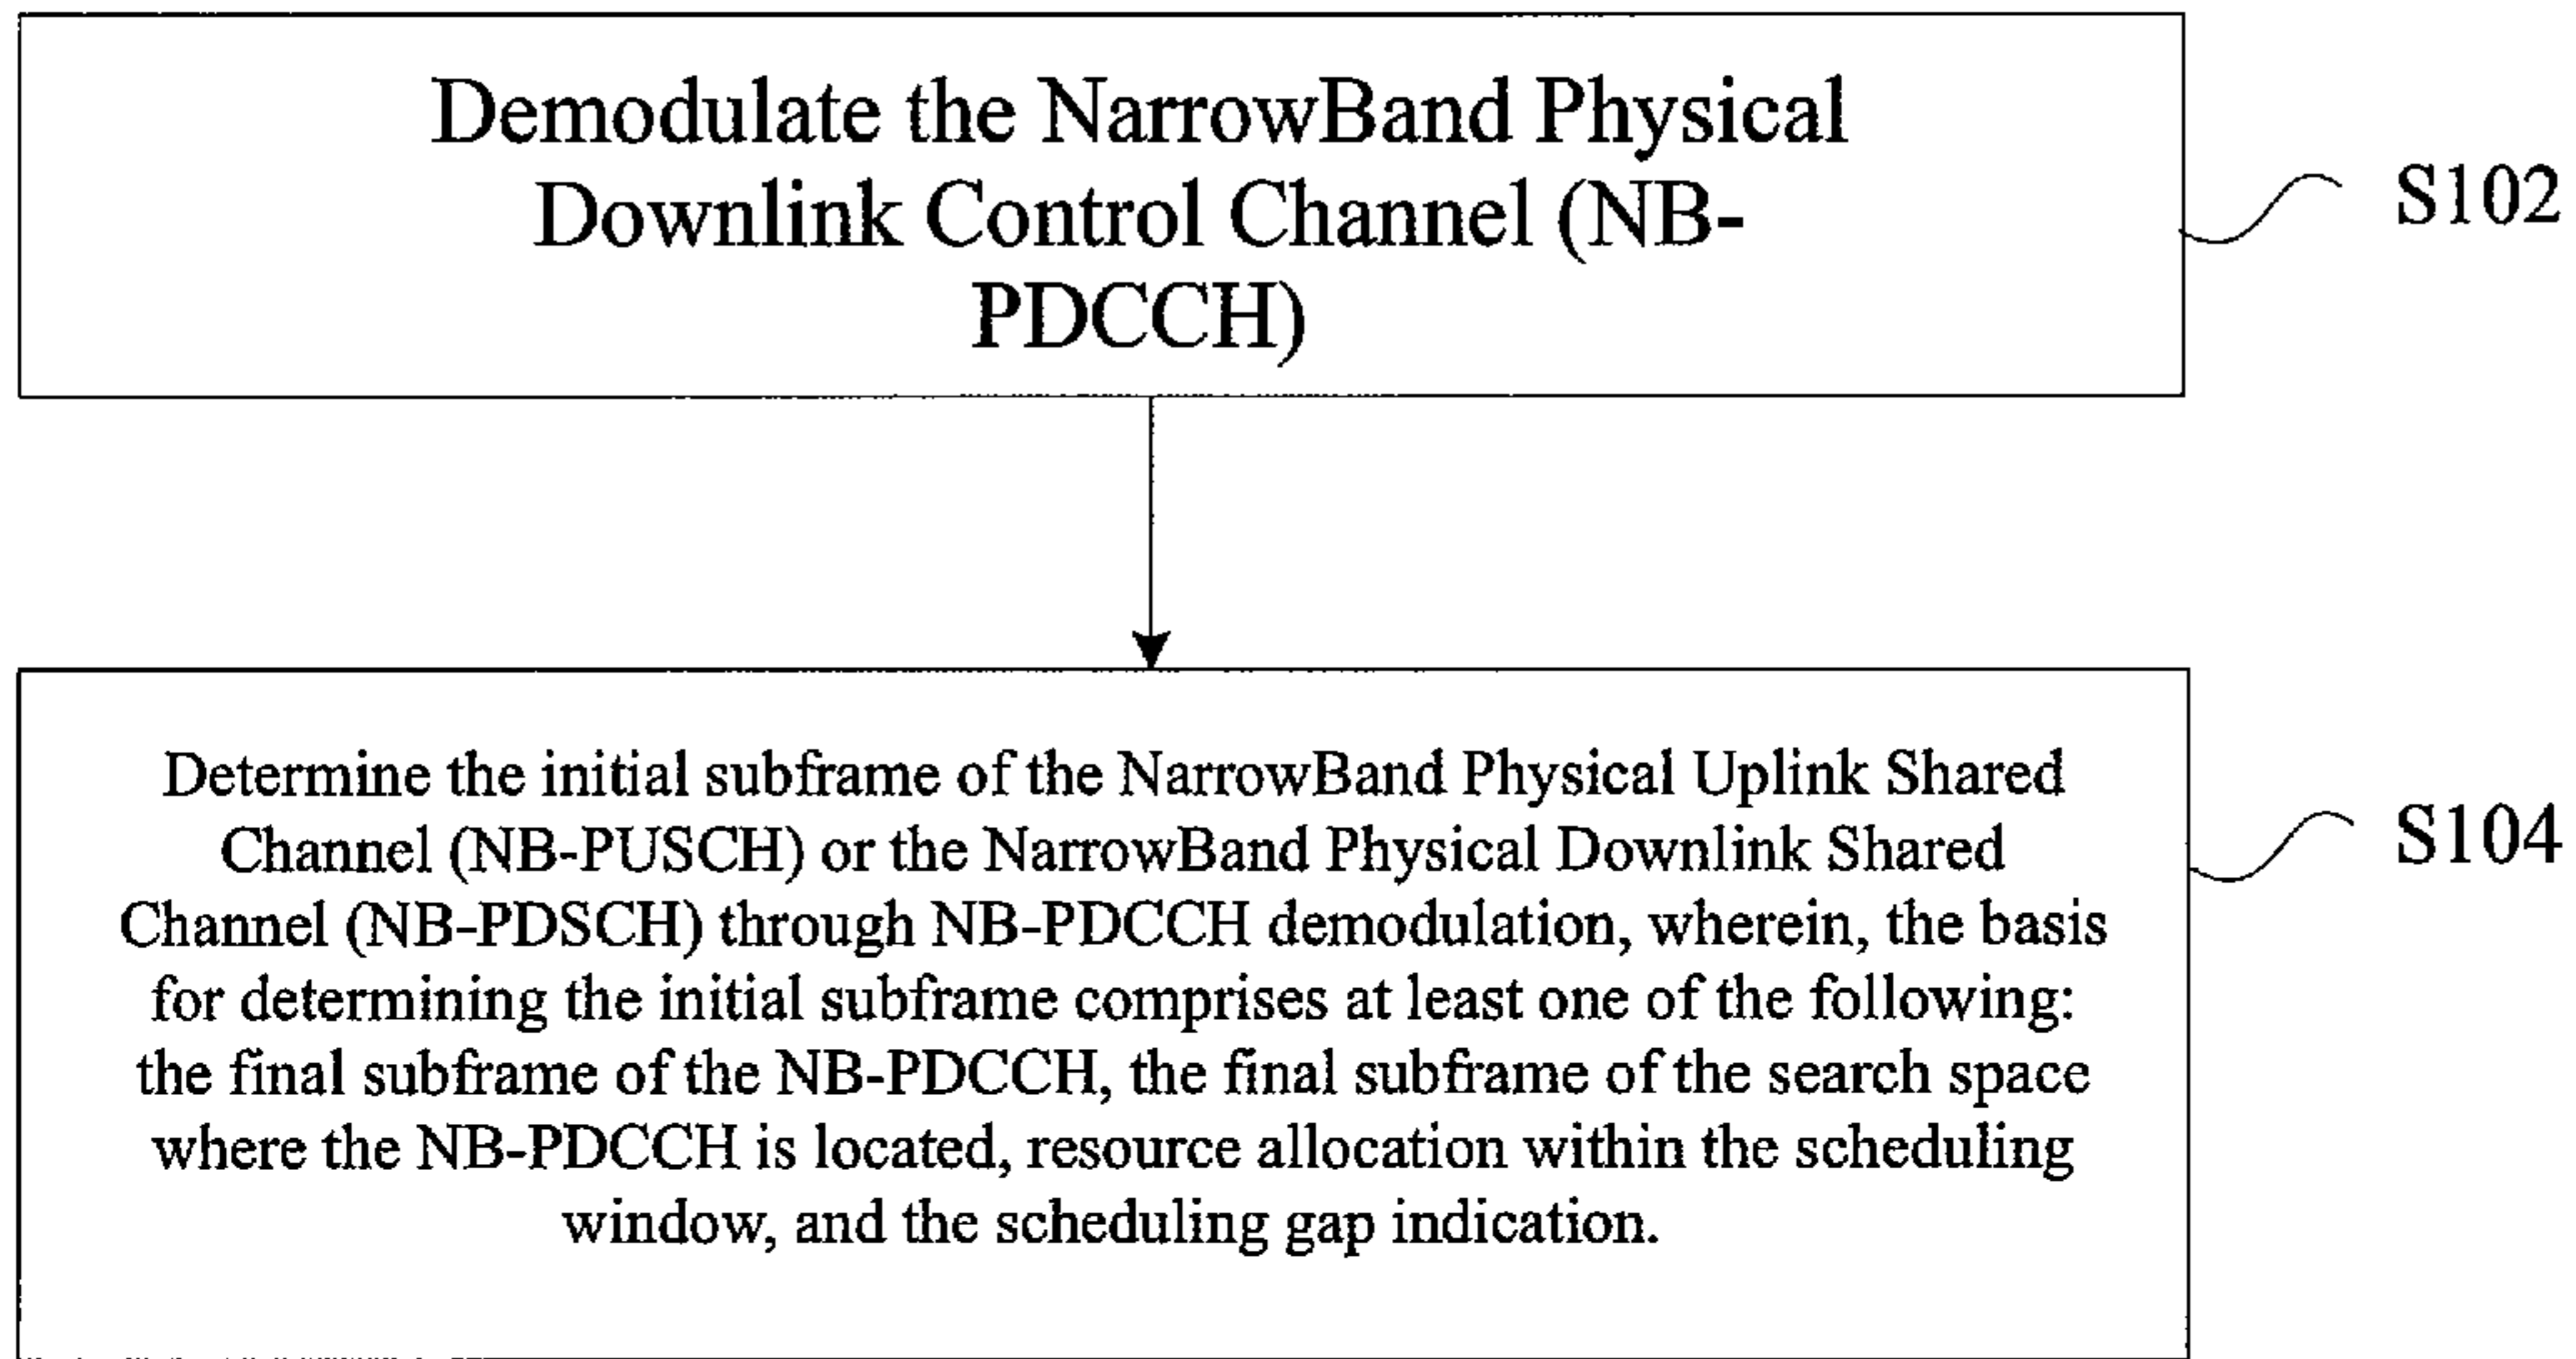 Demodulate the NarrowBand Physical
Downlink Control Channel (NB-
PDCCH)
S102
Determine the initial subframe of the NarrowBand Physical Uplink Shared
Channel (NB-PUSCH) or the NarrowBand Physical Downlink Shared
Channel (NB-PDSCH) through NB-PDCCH demodulation, wherein, the basis
for determining the initial subframe comprises at least one of the following:
the final subframe of the NB-PDCCH, the final subframe of the search space
where the NB-PDCCH is located, resource allocation within the scheduling
window, and the scheduling gap indication.
S104